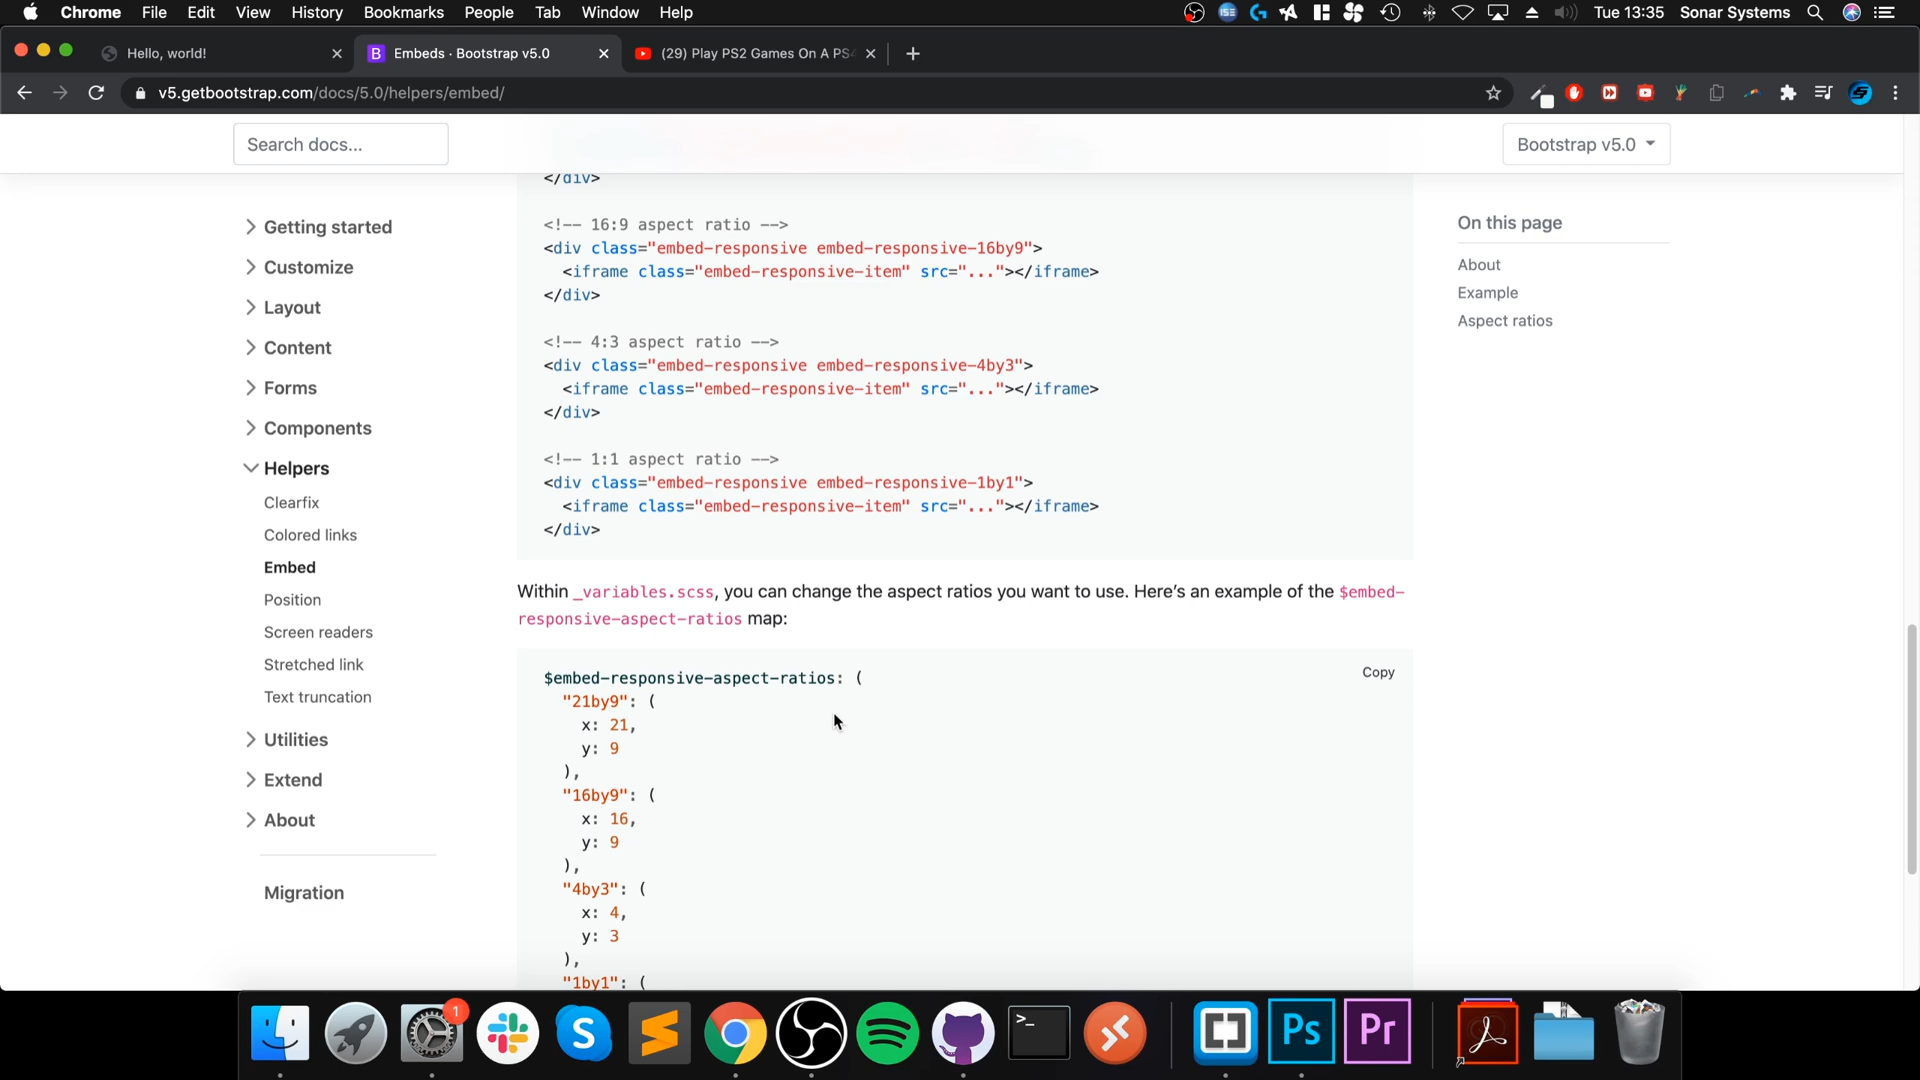 Chrome File Edit View History Bookmarks People Tab Window Help Tue 13:35 Sonar Systems
Hello, world!
Embeds · Bootstrap v5.0
(29) Play PS2 Games On A PS
v5.getbootstrap.com/docs/5.0/helpers/embed/
Search docs...
Bootstrap v5.0
Getting started
Customize
Layout
Content
Forms
Components
Helpers
Clearfix
Colored links
Embed
Position
Screen readers
Stretched link
Text truncation
Utilities
Extend
About
Migration
</div>
<!-- 16:9 aspect ratio -->
<div class="embed-responsive embed-responsive-16by9">
<iframe class="embed-responsive-item" src="..."></iframe>
</div>
<!-- 4:3 aspect ratio -->
<div class="embed-responsive embed-responsive-4by3">
<iframe class="embed-responsive-item" src="..."></iframe>
</div>
<!-- 1:1 aspect ratio -->
<div class="embed-responsive embed-responsive-1by1">
<iframe class="embed-responsive-item" src="..."></iframe>
</div>
Within _variables.scss, you can change the aspect ratios you want to use. Here's an example of the $embed-
responsive-aspect-ratios map:
Copy
$embed-responsive-aspect-ratios: (
"21by9": (
x: 21,
y: 9
),
"16by9": (
x: 16,
y: 9
),
"4by3": (
x: 4,
y: 3
),
"1by1": (
On this page
About
Example
Aspect ratios
1
S
>_
Ps
Pr